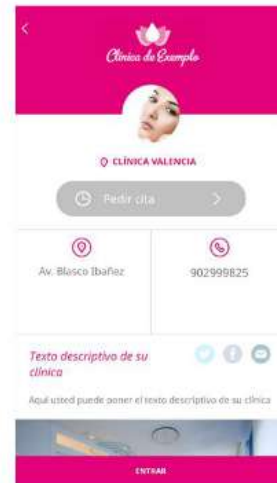 Clínica de Exemplo
CLÍNICA VALENCIA
Pedir cita
Av. Blasco Ibañez
902999825
Texto descriptivo de su
clínica
Aquí usted puede poner el texto descriptivo de su clínica
ENTRAR